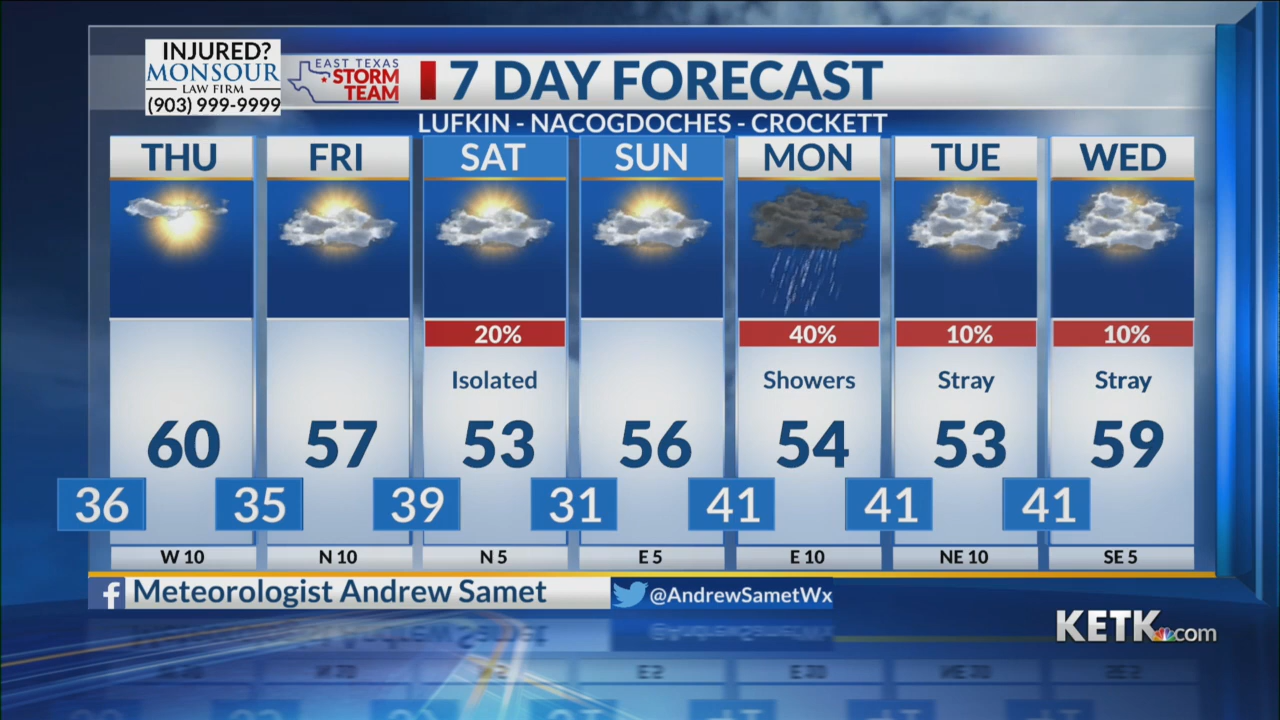 INJURED?
MONSOUR
LAW FIRM
(903) 999-9999
EAST TEXAS
STORM
TEAM
7 DAY FORECAST
LUFKIN - NACOGDOCHES - CROCKETT
THU FRI SAT SUN MON TUE WED
20% 40% 10% 10%
Isolated Showers Stray Stray
60 57 53 56 54 53 59
36 35 39 31 41 41 41
W 10 N 10 N 5 E 5 E 10 NE 10 SE 5
f Meteorologist Andrew Samet @AndrewSametWx
KETK.com